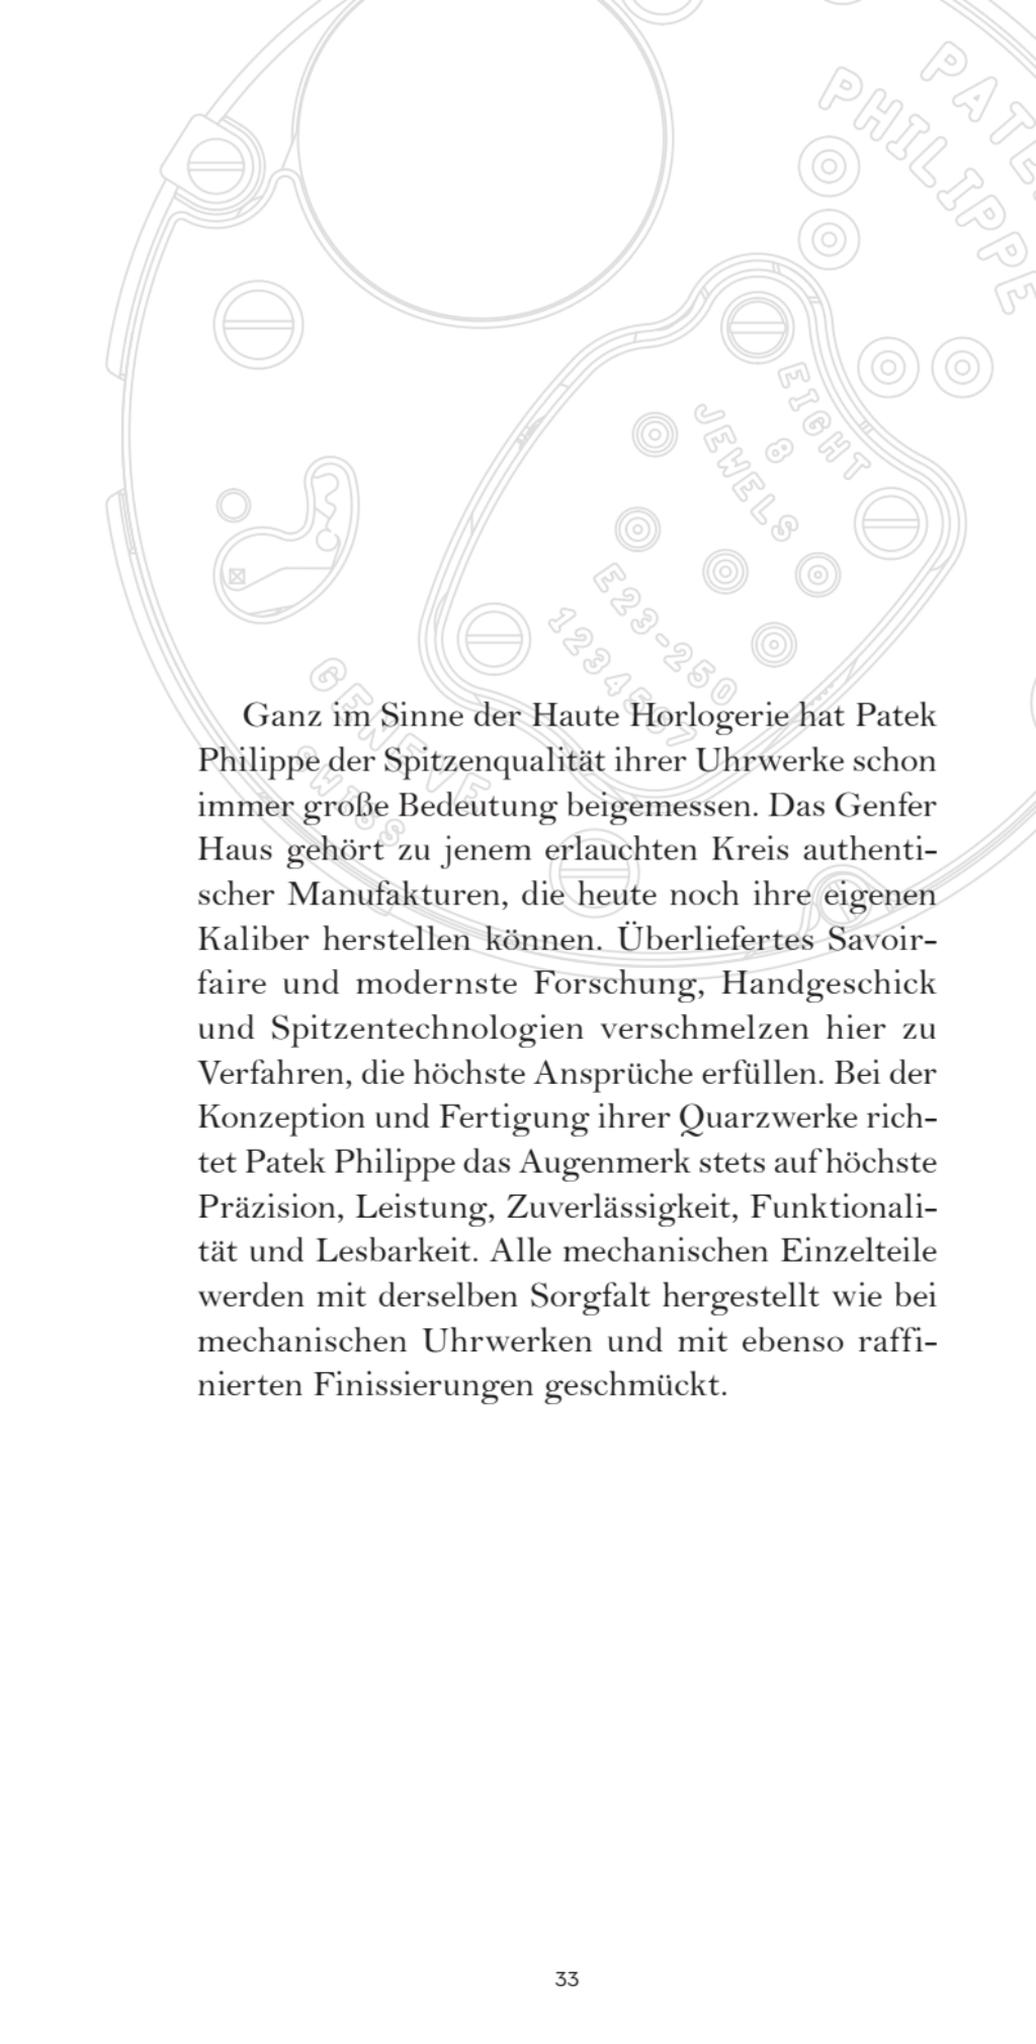 PATE
PHILIPPE
EIGHT
8
JEWELS
E23-250
1234567
GENEVE
SWISS
Ganz im Sinne der Haute Horlogerie hat Patek
Philippe der Spitzenqualität ihrer Uhrwerke schon
immer große Bedeutung beigemessen. Das Genfer
Haus gehört zu jenem erlauchten Kreis authenti-
scher Manufakturen, die heute noch ihre eigenen
Kaliber herstellen können. Überliefertes Savoir-
faire und modernste Forschung, Handgeschick
und Spitzentechnologien verschmelzen hier zu
Verfahren, die höchste Ansprüche erfüllen. Bei der
Konzeption und Fertigung ihrer Quarzwerke rich-
tet Patek Philippe das Augenmerk stets auf höchste
Präzision, Leistung, Zuverlässigkeit, Funktionali-
tät und Lesbarkeit. Alle mechanischen Einzelteile
werden mit derselben Sorgfalt hergestellt wie bei
mechanischen Uhrwerken und mit ebenso raffi-
nierten Finissierungen geschmückt.
33